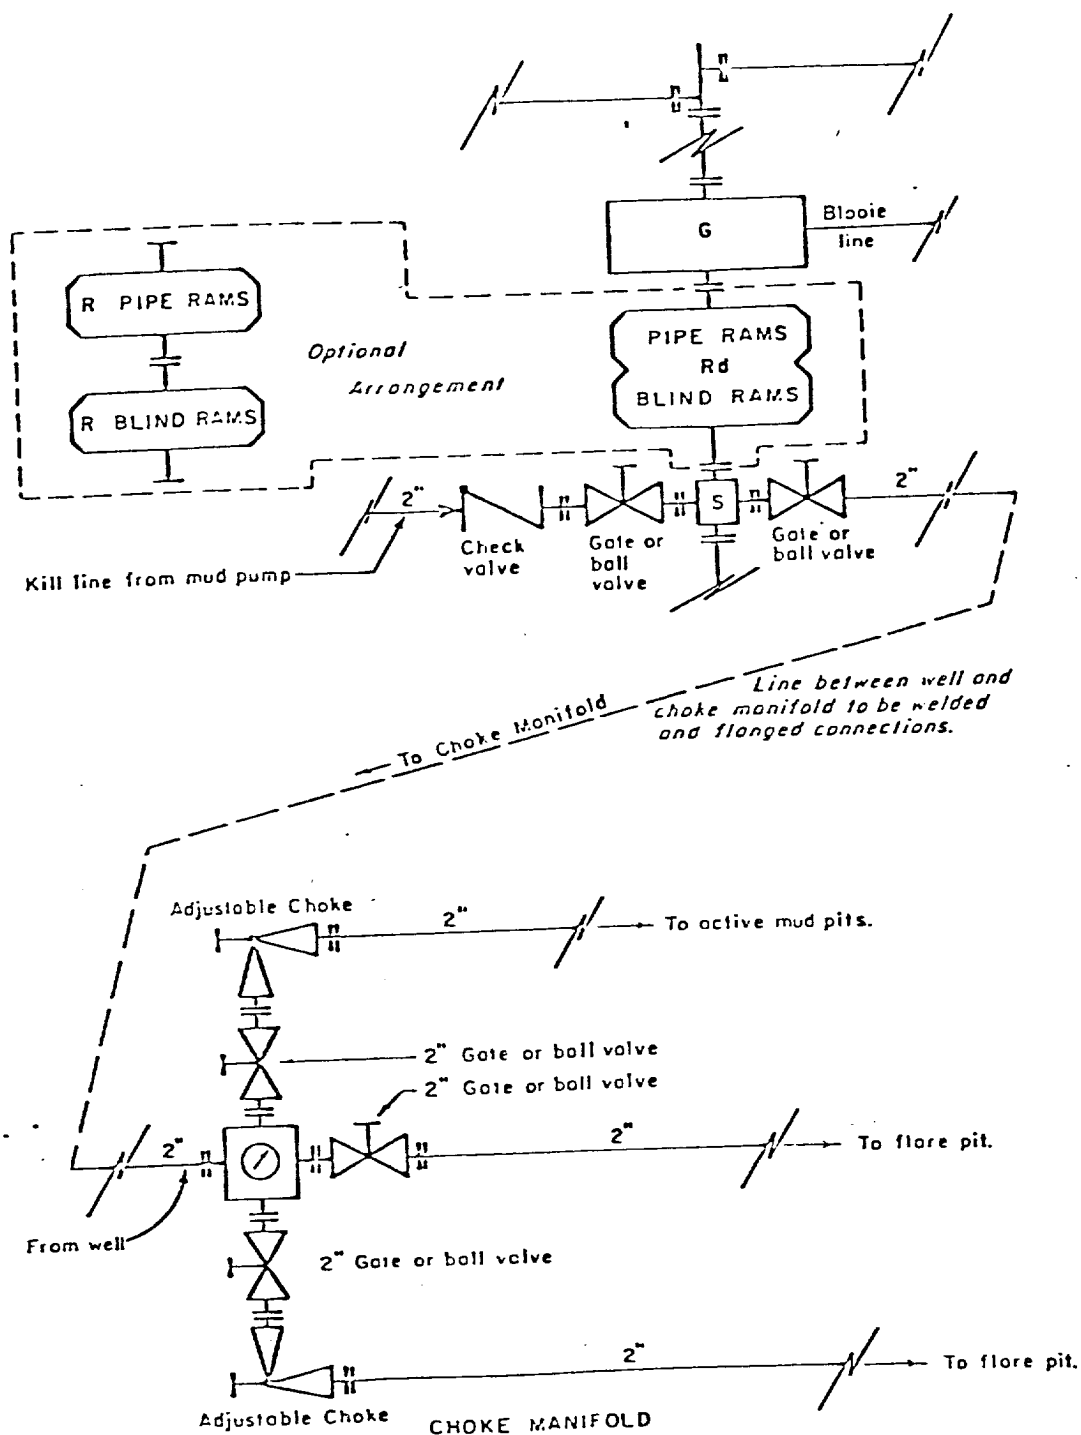 G
Blooie
line
R PIPE RAMS
R BLIND RAMS
Optional
Arrangement
PIPE RAMS
Rd
BLIND RAMS
2"
S
2"
Check
valve
Gate or
ball
valve
Gate or
ball valve
Kill line from mud pump
Line between well and
choke manifold to be welded
and flanged connections.
To Choke Manifold
Adjustable Choke
2"
To active mud pits.
2" Gate or ball valve
2" Gate or ball valve
2"
2"
To flare pit.
From well
2" Gate or ball valve
2"
To flare pit.
Adjustable Choke
CHOKE MANIFOLD